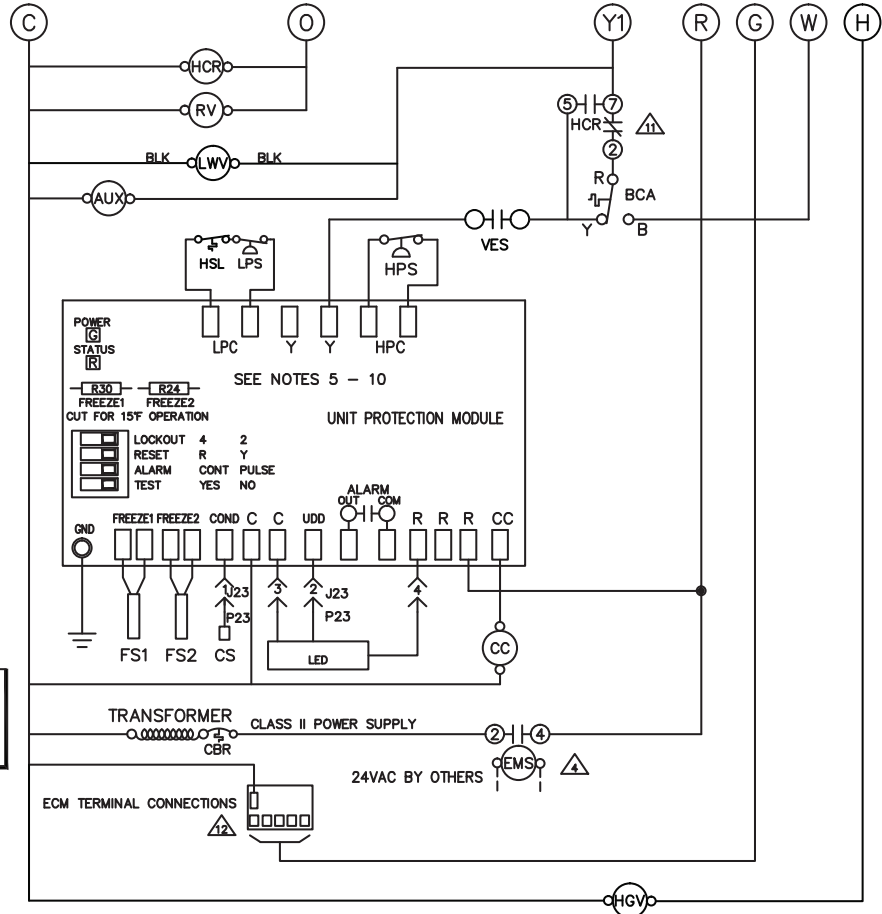 C O Y1 R G W H
HCR
RV
BLK LWV BLK
AUX
5 7
HCR 11
2
R
BCA
Y B
VES
HSL LPS
HPS
LPC Y Y HPC
POWER
G
STATUS
R
SEE NOTES 5 - 10
R30 R24
FREEZE1 FREEZE2
CUT FOR 15°F OPERATION
UNIT PROTECTION MODULE
LOCKOUT 4 2
RESET R Y
ALARM CONT PULSE
TEST YES NO
ALARM
OUT COM
GND
FREEZE1 FREEZE2 COND C C UDD R R R CC
1 J23 3 2 J23 4
P23 P23
FS1 FS2 CS LED CC
TRANSFORMER
CLASS II POWER SUPPLY
CBR
2 4
24VAC BY OTHERS EMS 4
ECM TERMINAL CONNECTIONS
12
HGV